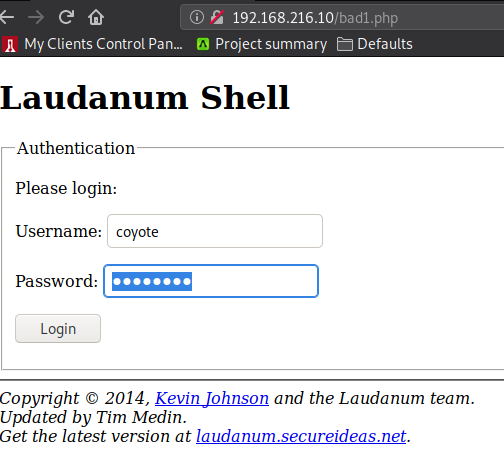 192.168.216.10/bad1.php
My Clients Control Pan... Project summary Defaults
Laudanum Shell
Authentication
Please login:
Username: coyote
Password: ●●●●●●●●
Login
Copyright © 2014, Kevin Johnson and the Laudanum team.
Updated by Tim Medin.
Get the latest version at laudanum.secureideas.net.